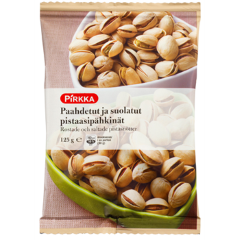 PIRKKA
Paahdetut ja suolatut
pistaasipähkinät
Rostade och saltade pistaschnötter
125 g ℮